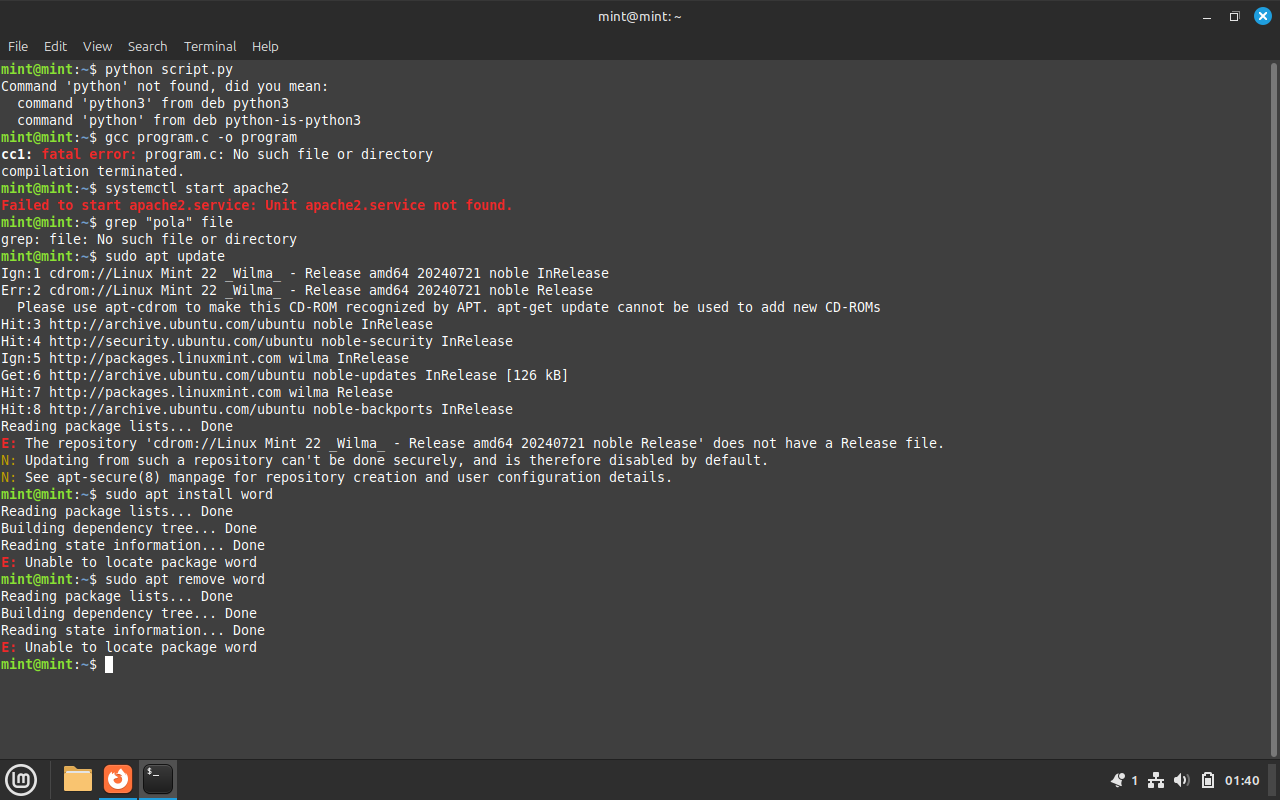 mint@mint: ~
File Edit View Search Terminal Help
mint@mint:~$ python script.py
Command 'python' not found, did you mean:
  command 'python3' from deb python3
  command 'python' from deb python-is-python3
mint@mint:~$ gcc program.c -o program
cc1: fatal error: program.c: No such file or directory
compilation terminated.
mint@mint:~$ systemctl start apache2
Failed to start apache2.service: Unit apache2.service not found.
mint@mint:~$ grep "pola" file
grep: file: No such file or directory
mint@mint:~$ sudo apt update
Ign:1 cdrom://Linux Mint 22 _Wilma_ - Release amd64 20240721 noble InRelease
Err:2 cdrom://Linux Mint 22 _Wilma_ - Release amd64 20240721 noble Release
  Please use apt-cdrom to make this CD-ROM recognized by APT. apt-get update cannot be used to add new CD-ROMs
Hit:3 http://archive.ubuntu.com/ubuntu noble InRelease
Hit:4 http://security.ubuntu.com/ubuntu noble-security InRelease
Ign:5 http://packages.linuxmint.com wilma InRelease
Get:6 http://archive.ubuntu.com/ubuntu noble-updates InRelease [126 kB]
Hit:7 http://packages.linuxmint.com wilma Release
Hit:8 http://archive.ubuntu.com/ubuntu noble-backports InRelease
Reading package lists... Done
E: The repository 'cdrom://Linux Mint 22 _Wilma_ - Release amd64 20240721 noble Release' does not have a Release file.
N: Updating from such a repository can't be done securely, and is therefore disabled by default.
N: See apt-secure(8) manpage for repository creation and user configuration details.
mint@mint:~$ sudo apt install word
Reading package lists... Done
Building dependency tree... Done
Reading state information... Done
E: Unable to locate package word
mint@mint:~$ sudo apt remove word
Reading package lists... Done
Building dependency tree... Done
Reading state information... Done
E: Unable to locate package word
mint@mint:~$
$_
1 01:40